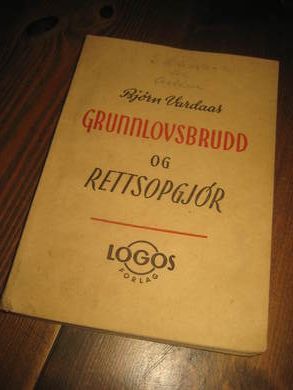 Bjørn Vardaas
GRUNNLOVSBRUDD
OG
RETTSOPGJØR
LOGOS
FORLAG